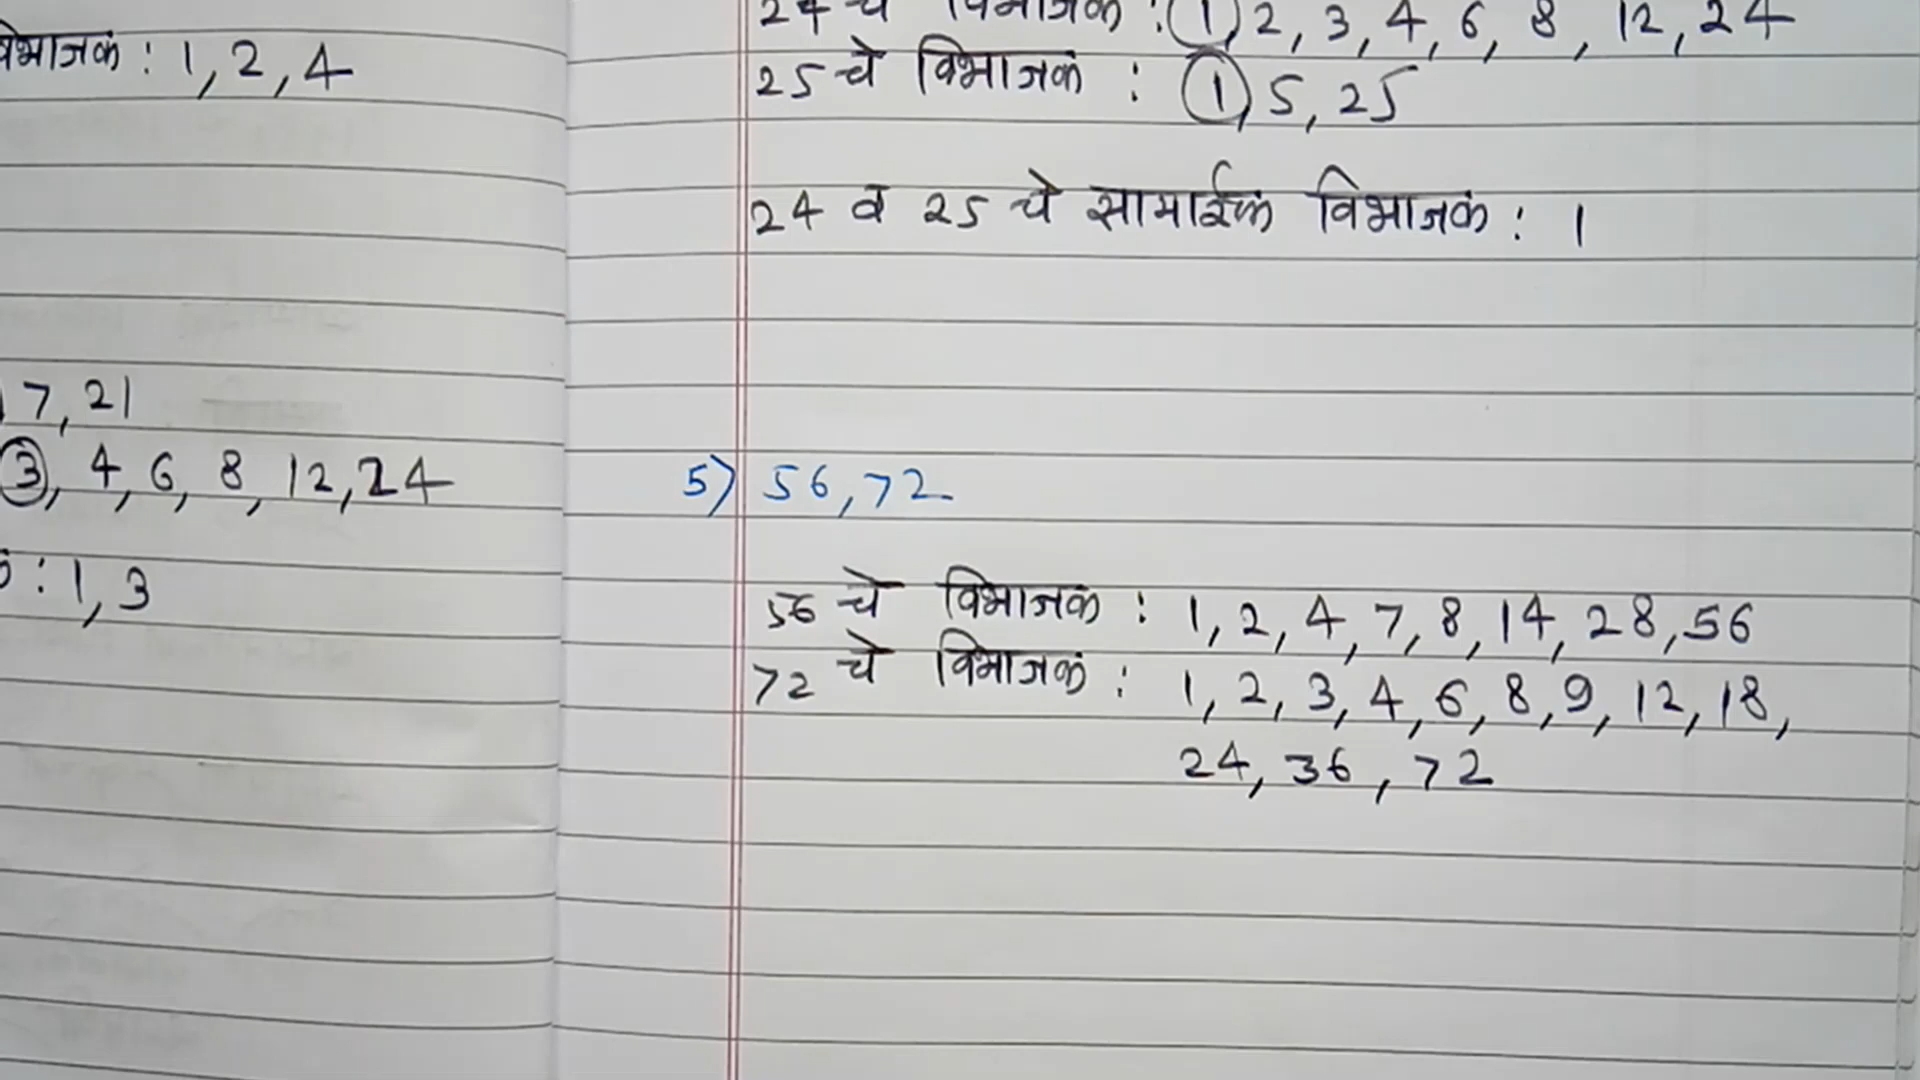 विभाजक : 1, 2, 4
7, 21
3, 4, 6, 8, 12, 24
: 1, 3
24 चे विभाजक : 1, 2, 3, 4, 6, 8, 12, 24
25 चे विभाजक : 1, 5, 25
24 व 25 चे सामाईक विभाजक : 1
5) 56, 72
56 चे विभाजक : 1, 2, 4, 7, 8, 14, 28, 56
72 चे विभाजक : 1, 2, 3, 4, 6, 8, 9, 12, 18,
24, 36, 72